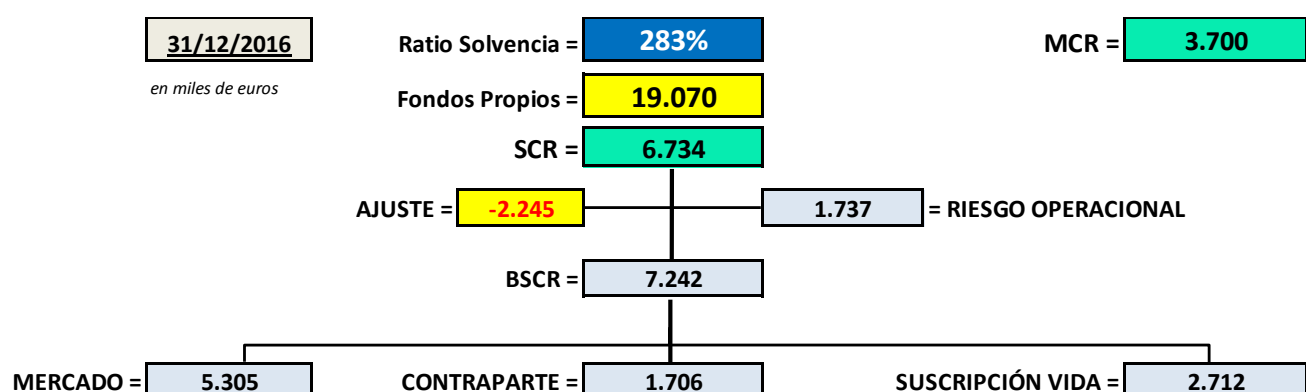 31/12/2016 Ratio Solvencia = 283% MCR = 3.700
en miles de euros Fondos Propios = 19.070
SCR = 6.734
AJUSTE = -2.245 1.737 = RIESGO OPERACIONAL
BSCR = 7.242
MERCADO = 5.305 CONTRAPARTE = 1.706 SUSCRIPCIÓN VIDA = 2.712